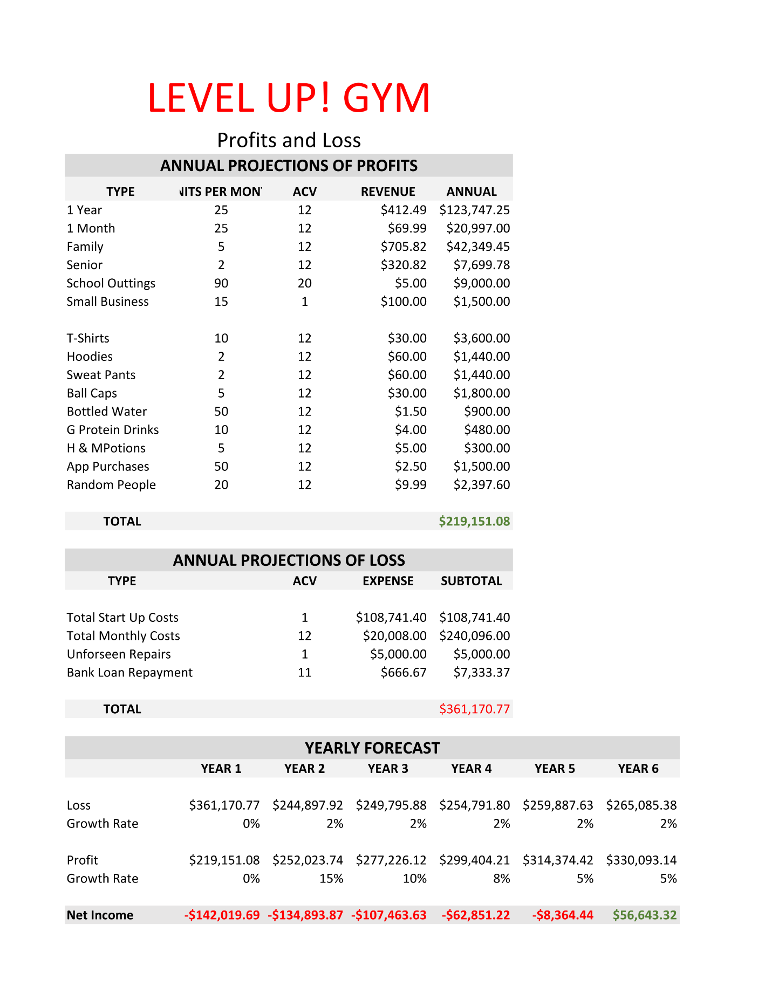 LEVEL UP! GYM
Profits and Loss
ANNUAL PROJECTIONS OF PROFITS
TYPE NITS PER MONT ACV REVENUE ANNUAL
1 Year 25 12 $412.49 $123,747.25
1 Month 25 12 $69.99 $20,997.00
Family 5 12 $705.82 $42,349.45
Senior 2 12 $320.82 $7,699.78
School Outtings 90 20 $5.00 $9,000.00
Small Business 15 1 $100.00 $1,500.00
T-Shirts 10 12 $30.00 $3,600.00
Hoodies 2 12 $60.00 $1,440.00
Sweat Pants 2 12 $60.00 $1,440.00
Ball Caps 5 12 $30.00 $1,800.00
Bottled Water 50 12 $1.50 $900.00
G Protein Drinks 10 12 $4.00 $480.00
H & MPotions 5 12 $5.00 $300.00
App Purchases 50 12 $2.50 $1,500.00
Random People 20 12 $9.99 $2,397.60
TOTAL $219,151.08
ANNUAL PROJECTIONS OF LOSS
TYPE ACV EXPENSE SUBTOTAL
Total Start Up Costs 1 $108,741.40 $108,741.40
Total Monthly Costs 12 $20,008.00 $240,096.00
Unforseen Repairs 1 $5,000.00 $5,000.00
Bank Loan Repayment 11 $666.67 $7,333.37
TOTAL $361,170.77
YEARLY FORECAST
YEAR 1 YEAR 2 YEAR 3 YEAR 4 YEAR 5 YEAR 6
Loss $361,170.77 $244,897.92 $249,795.88 $254,791.80 $259,887.63 $265,085.38
Growth Rate 0% 2% 2% 2% 2% 2%
Profit $219,151.08 $252,023.74 $277,226.12 $299,404.21 $314,374.42 $330,093.14
Growth Rate 0% 15% 10% 8% 5% 5%
Net Income -$142,019.69 -$134,893.87 -$107,463.63 -$62,851.22 -$8,364.44 $56,643.32